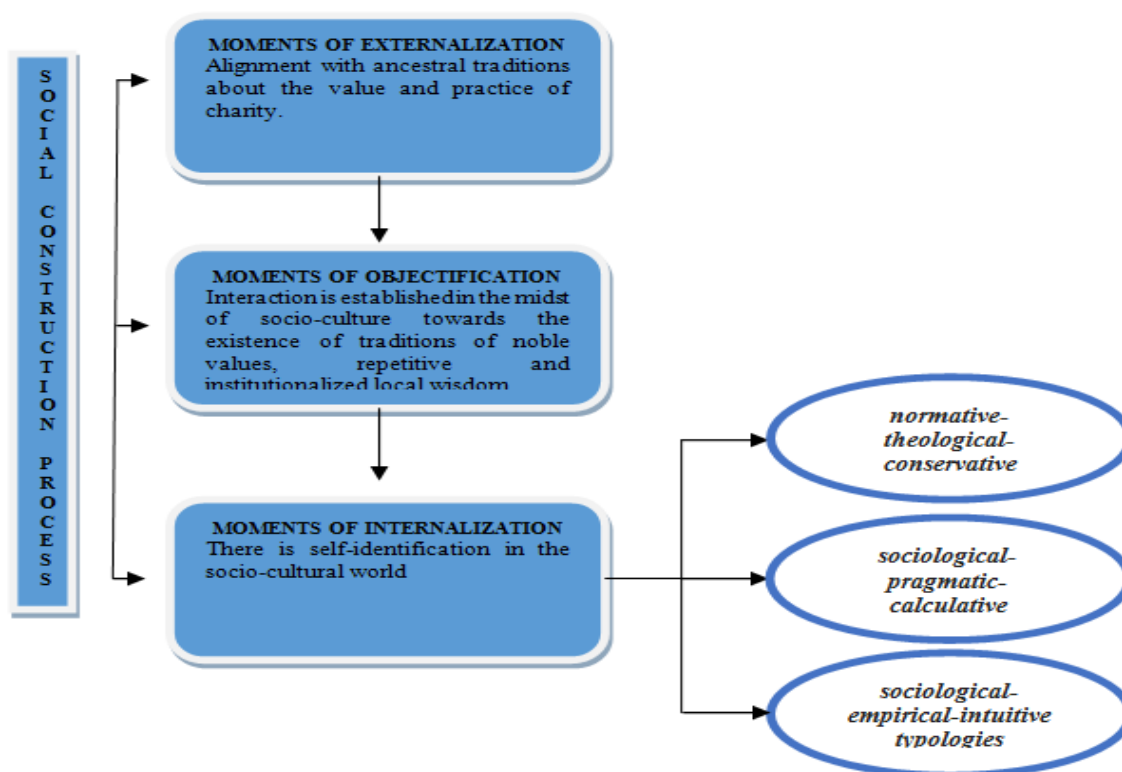 SOCIAL CONSTRUCTION PROCESS
MOMENTS OF EXTERNALIZATION
Alignment with ancestral traditions
about the value and practice of
charity.
MOMENTS OF OBJECTIFICATION
Interaction is established in the midst
of socio-culture towards the
existence of traditions of noble
values, repetitive and
institutionalized local wisdom
MOMENTS OF INTERNALIZATION
There is self-identification in the
socio-cultural world
normative-
theological-
conservative
sociological-
pragmatic-
calculative
sociological-
empirical-intuitive
typologies